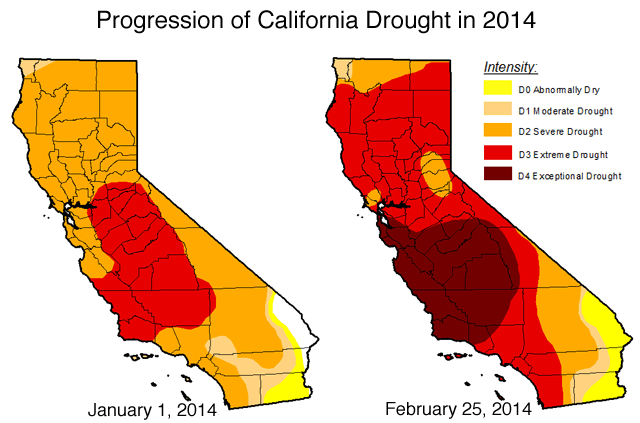 Progression of California Drought in 2014
Intensity:
D0 Abnormally Dry
D1 Moderate Drought
D2 Severe Drought
D3 Extreme Drought
D4 Exceptional Drought
January 1, 2014
February 25, 2014